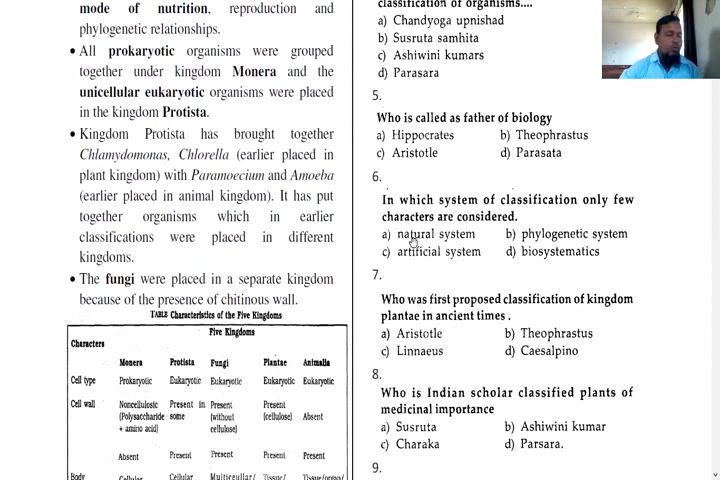 mode of nutrition, reproduction and
phylogenetic relationships.
• All prokaryotic organisms were grouped
together under kingdom Monera and the
unicellular eukaryotic organisms were placed
in the kingdom Protista.
• Kingdom Protista has brought together
Chlamydomonas, Chlorella (earlier placed in
plant kingdom) with Paramoecium and Amoeba
(earlier placed in animal kingdom). It has put
together organisms which in earlier
classifications were placed in different
kingdoms.
• The fungi were placed in a separate kingdom
because of the presence of chitinous wall.
TABLE Characteristics of the Five Kingdoms
Characters
Five Kingdoms
Monera Protista Fungi Plantae Animalia
Cell type Prokaryotic Eukaryotic Eukaryotic Eukaryotic Eukaryotic
Cell wall Noncellulosic Present in Present Present
(Polysaccharide some (without (cellulose) Absent
+ amino acid) cellulose)
Absent Present Present Present Present
Body Cellular Cellular Multicellular/ Tissue/ Tissue/organ/
classification of organisms....
a) Chandyoga upnishad
b) Susruta samhita
c) Ashiwini kumars
d) Parasara
5.
Who is called as father of biology
a) Hippocrates b) Theophrastus
c) Aristotle d) Parasata
6.
In which system of classification only few
characters are considered.
a) natural system b) phylogenetic system
c) artificial system d) biosystematics
7.
Who was first proposed classification of kingdom
plantae in ancient times .
a) Aristotle b) Theophrastus
c) Linnaeus d) Caesalpino
8.
Who is Indian scholar classified plants of
medicinal importance
a) Susruta b) Ashiwini kumar
c) Charaka d) Parsara.
9.